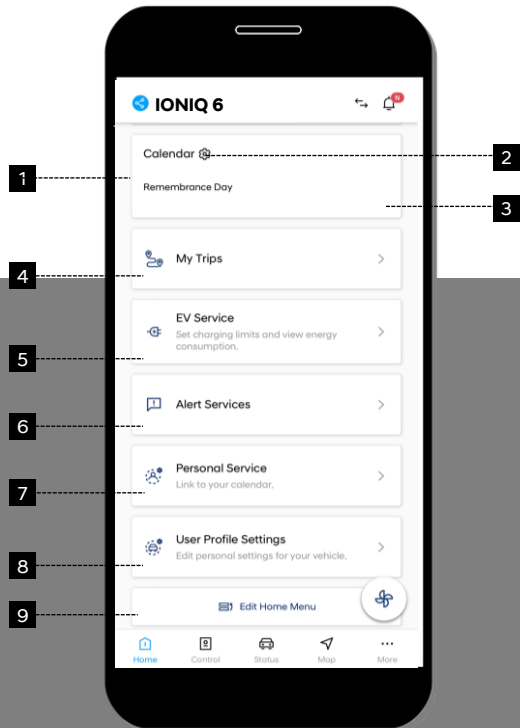 IONIQ 6
N
Calendar
2
1
Remembrance Day
3
My Trips
4
EV Service
Set charging limits and view energy
consumption.
5
Alert Services
6
Personal Service
Link to your calendar.
7
User Profile Settings
Edit personal settings for your vehicle.
8
Edit Home Menu
9
Home Control Status Map More